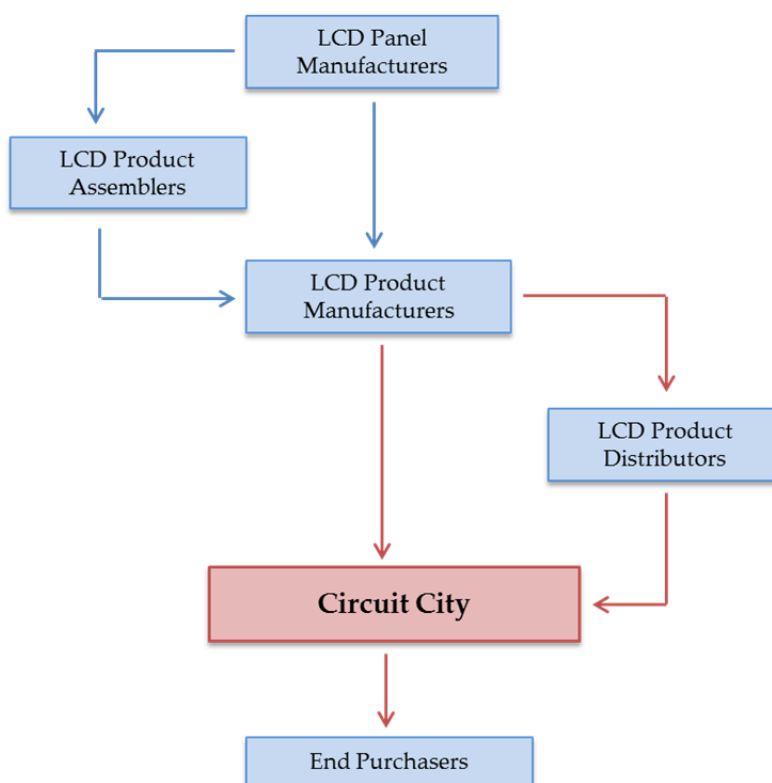 LCD Panel
Manufacturers
LCD Product
Assemblers
LCD Product
Manufacturers
LCD Product
Distributors
Circuit City
End Purchasers